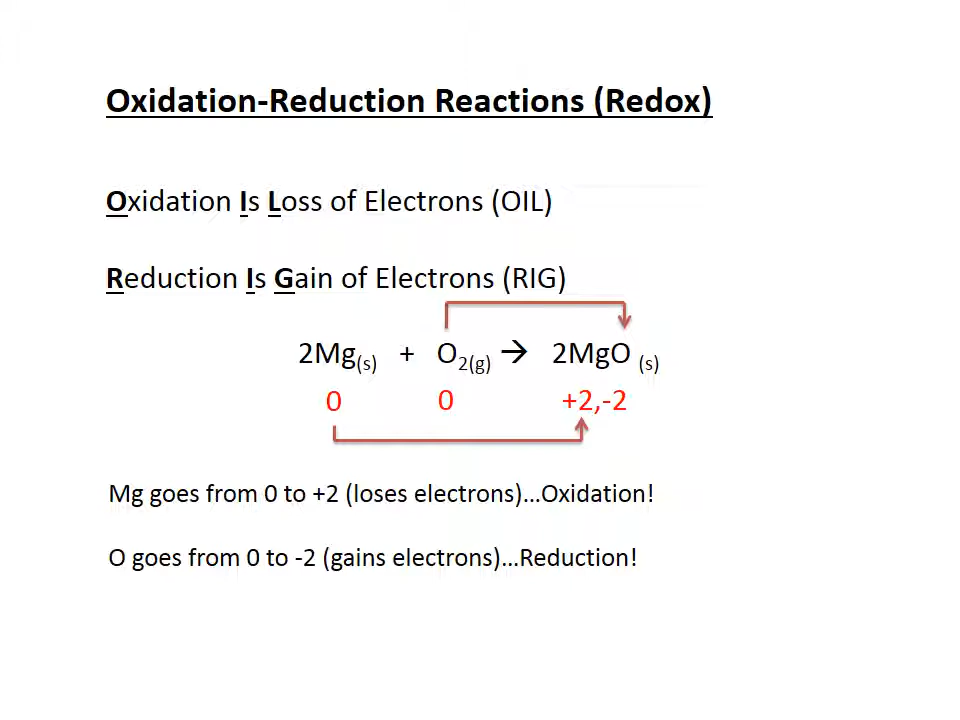 Oxidation-Reduction Reactions (Redox)
Oxidation Is Loss of Electrons (OIL)
Reduction Is Gain of Electrons (RIG)
2Mg(s) + O2(g) → 2MgO (s)
0 0 +2,-2
Mg goes from 0 to +2 (loses electrons)…Oxidation!
O goes from 0 to -2 (gains electrons)…Reduction!